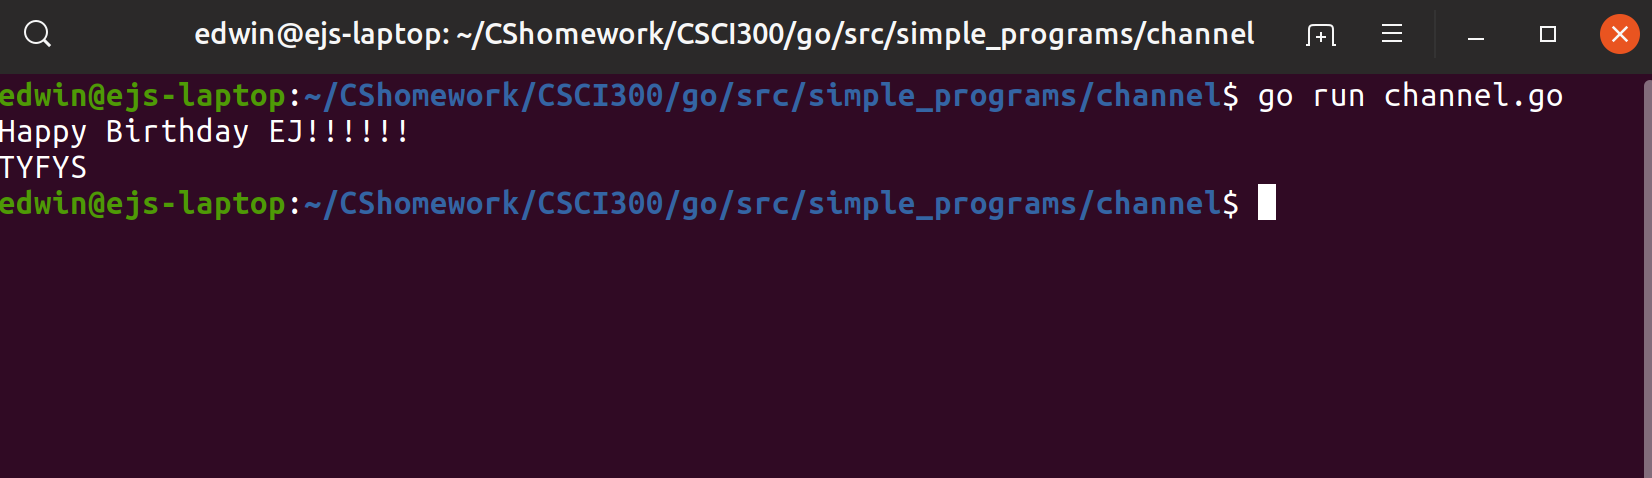 edwin@ejs-laptop: ~/CShomework/CSCI300/go/src/simple_programs/channel
edwin@ejs-laptop:~/CShomework/CSCI300/go/src/simple_programs/channel$ go run channel.go
Happy Birthday EJ!!!!!!
TYFYS
edwin@ejs-laptop:~/CShomework/CSCI300/go/src/simple_programs/channel$